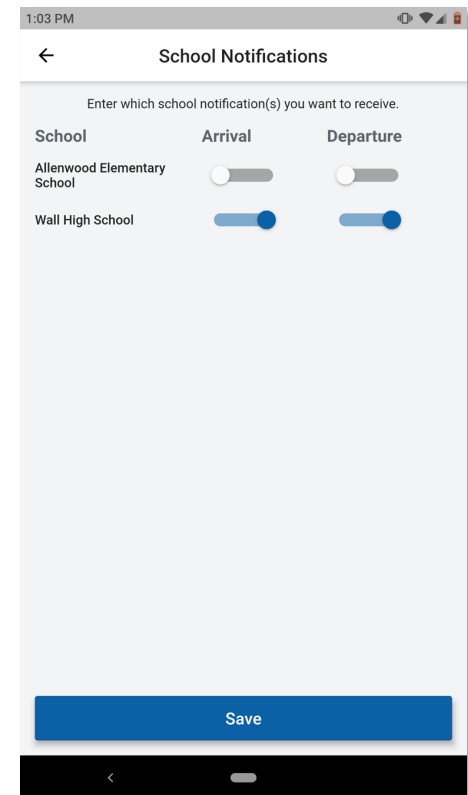 1:03 PM
School Notifications
Enter which school notification(s) you want to receive.
School Arrival Departure
Allenwood Elementary
School
Wall High School
Save